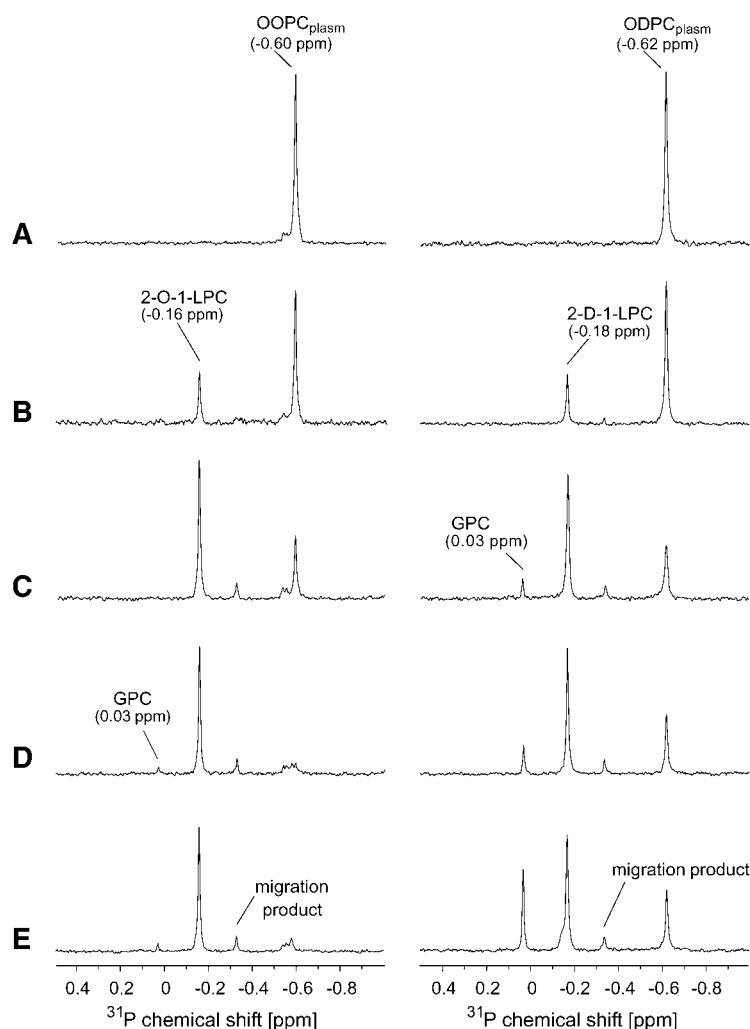 OOPCplasm
(-0.60 ppm)
ODPCplasm
(-0.62 ppm)
A
2-O-1-LPC
(-0.16 ppm)
2-D-1-LPC
(-0.18 ppm)
B
GPC
(0.03 ppm)
C
GPC
(0.03 ppm)
D
migration
product
migration product
E
0.4 0.2 0 -0.2 -0.4 -0.6 -0.8
0.4 0.2 0 -0.2 -0.4 -0.6 -0.8
31P chemical shift [ppm]
31P chemical shift [ppm]